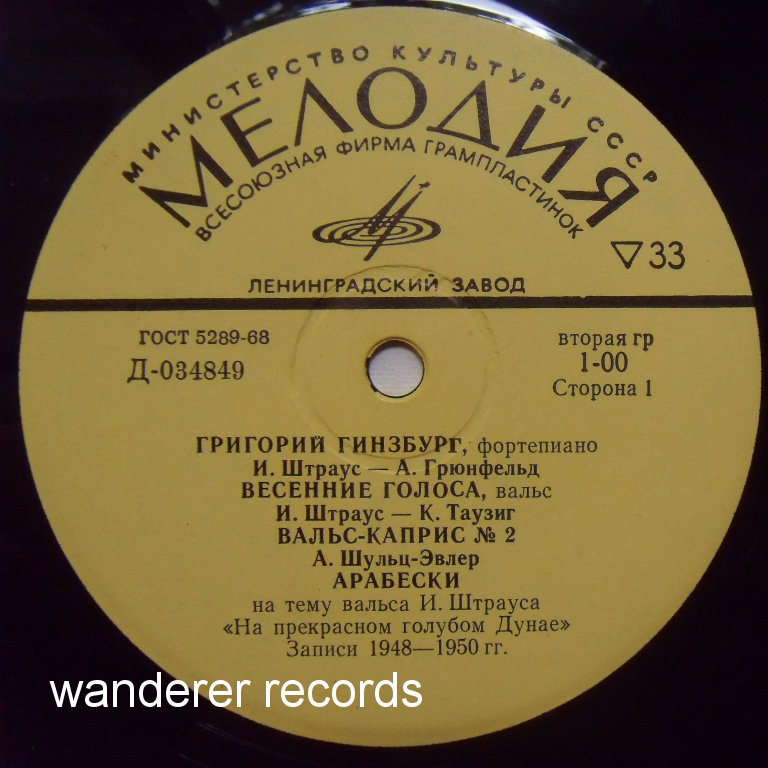 МИНИСТЕРСТВО КУЛЬТУРЫ СССР
МЕЛОДИЯ
ВСЕСОЮЗНАЯ ФИРМА ГРАМПЛАСТИНОК
▽33
ЛЕНИНГРАДСКИЙ ЗАВОД
ГОСТ 5289-68
Д-034849
вторая гр
1-00
Сторона 1
ГРИГОРИЙ ГИНЗБУРГ, фортепиано
И. Штраус — А. Грюнфельд
ВЕСЕННИЕ ГОЛОСА, вальс
И. Штраус — К. Таузиг
ВАЛЬС-КАПРИС № 2
А. Шульц-Эвлер
АРАБЕСКИ
на тему вальса И. Штрауса
«На прекрасном голубом Дунае»
Записи 1948—1950 гг.
wanderer records